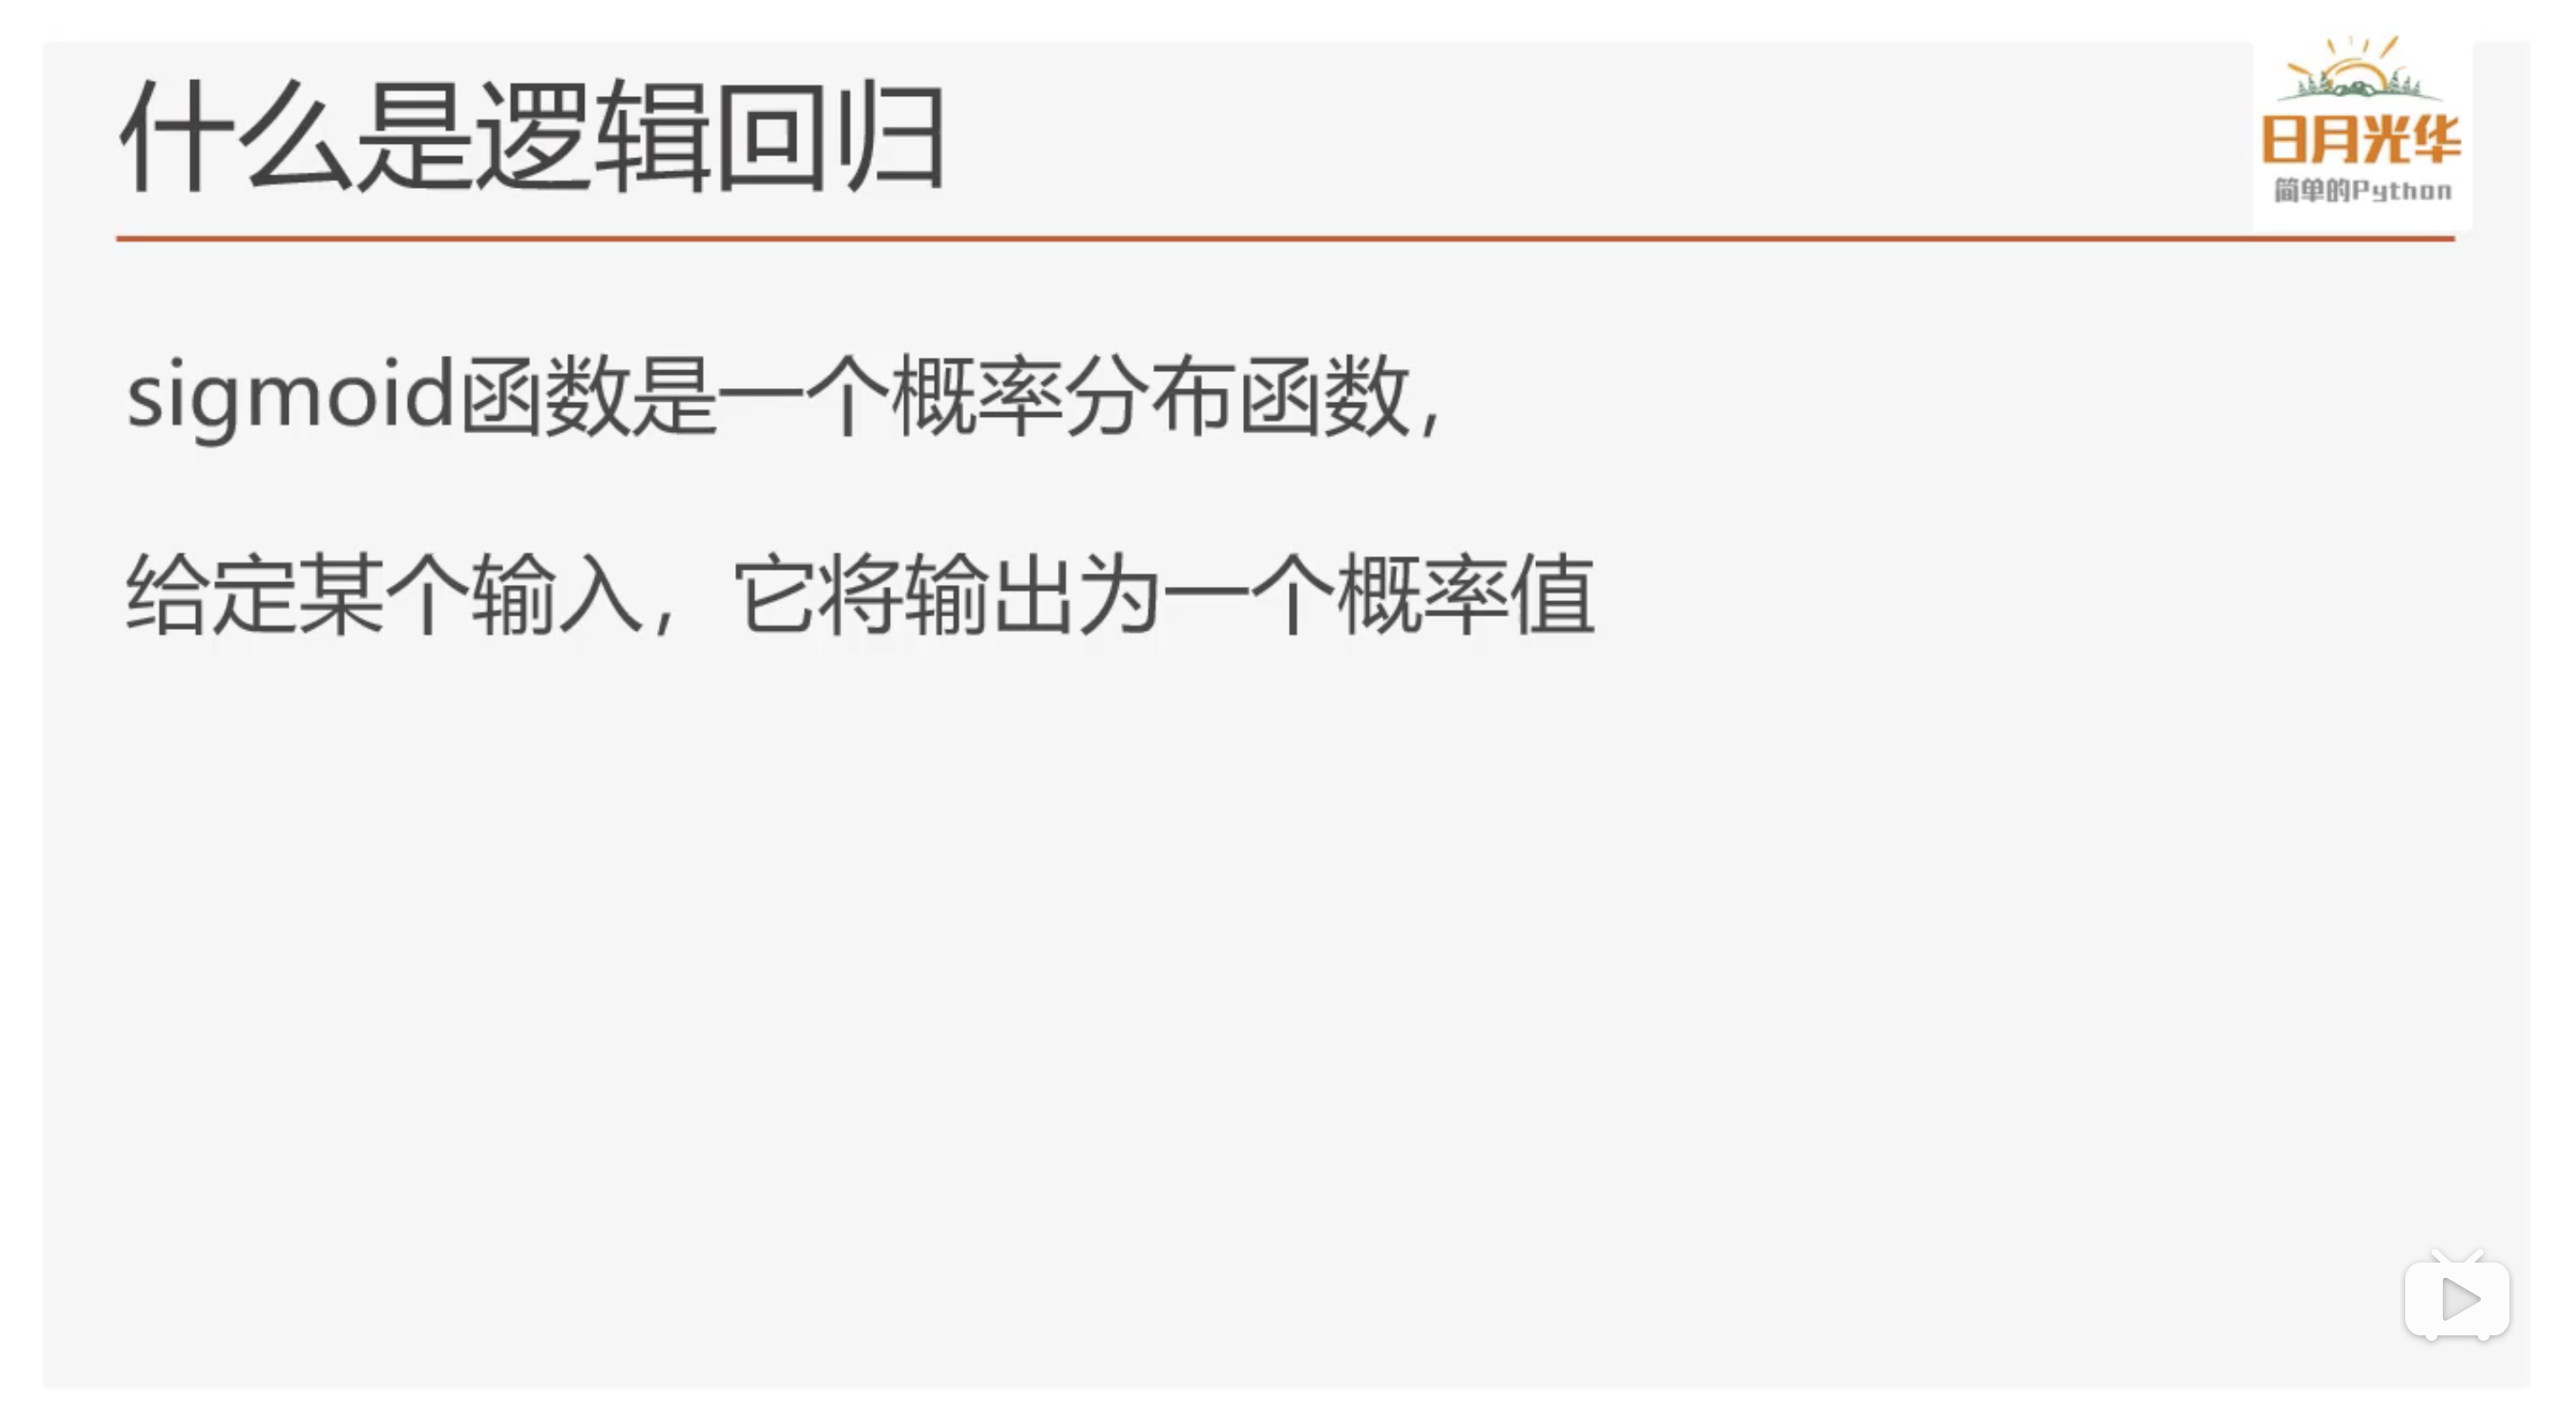 什么是逻辑回归
日月光华
简单的Python
sigmoid函数是一个概率分布函数，
给定某个输入，它将输出为一个概率值